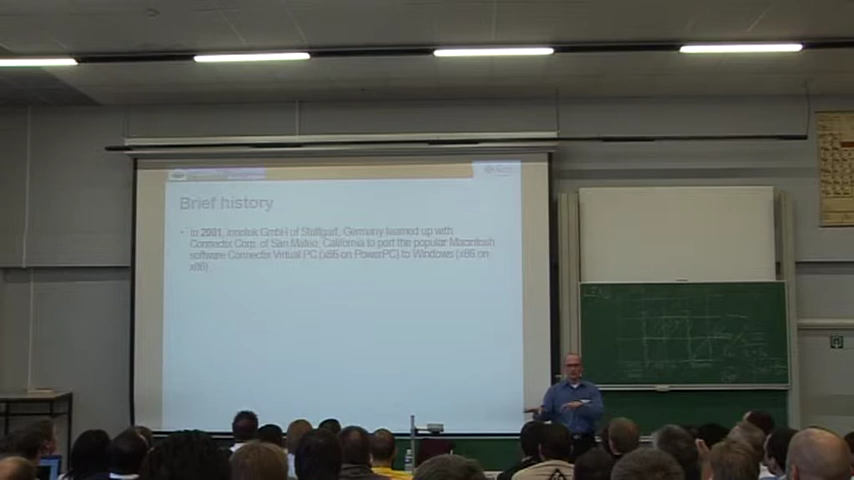 Brief history
• In 2001, innotek GmbH of Stuttgart, Germany teamed up with
Connectix Corp. of San Mateo, California to port the popular Macintosh
software Connectix Virtual PC (x86 on PowerPC) to Windows (x86 on
x86)